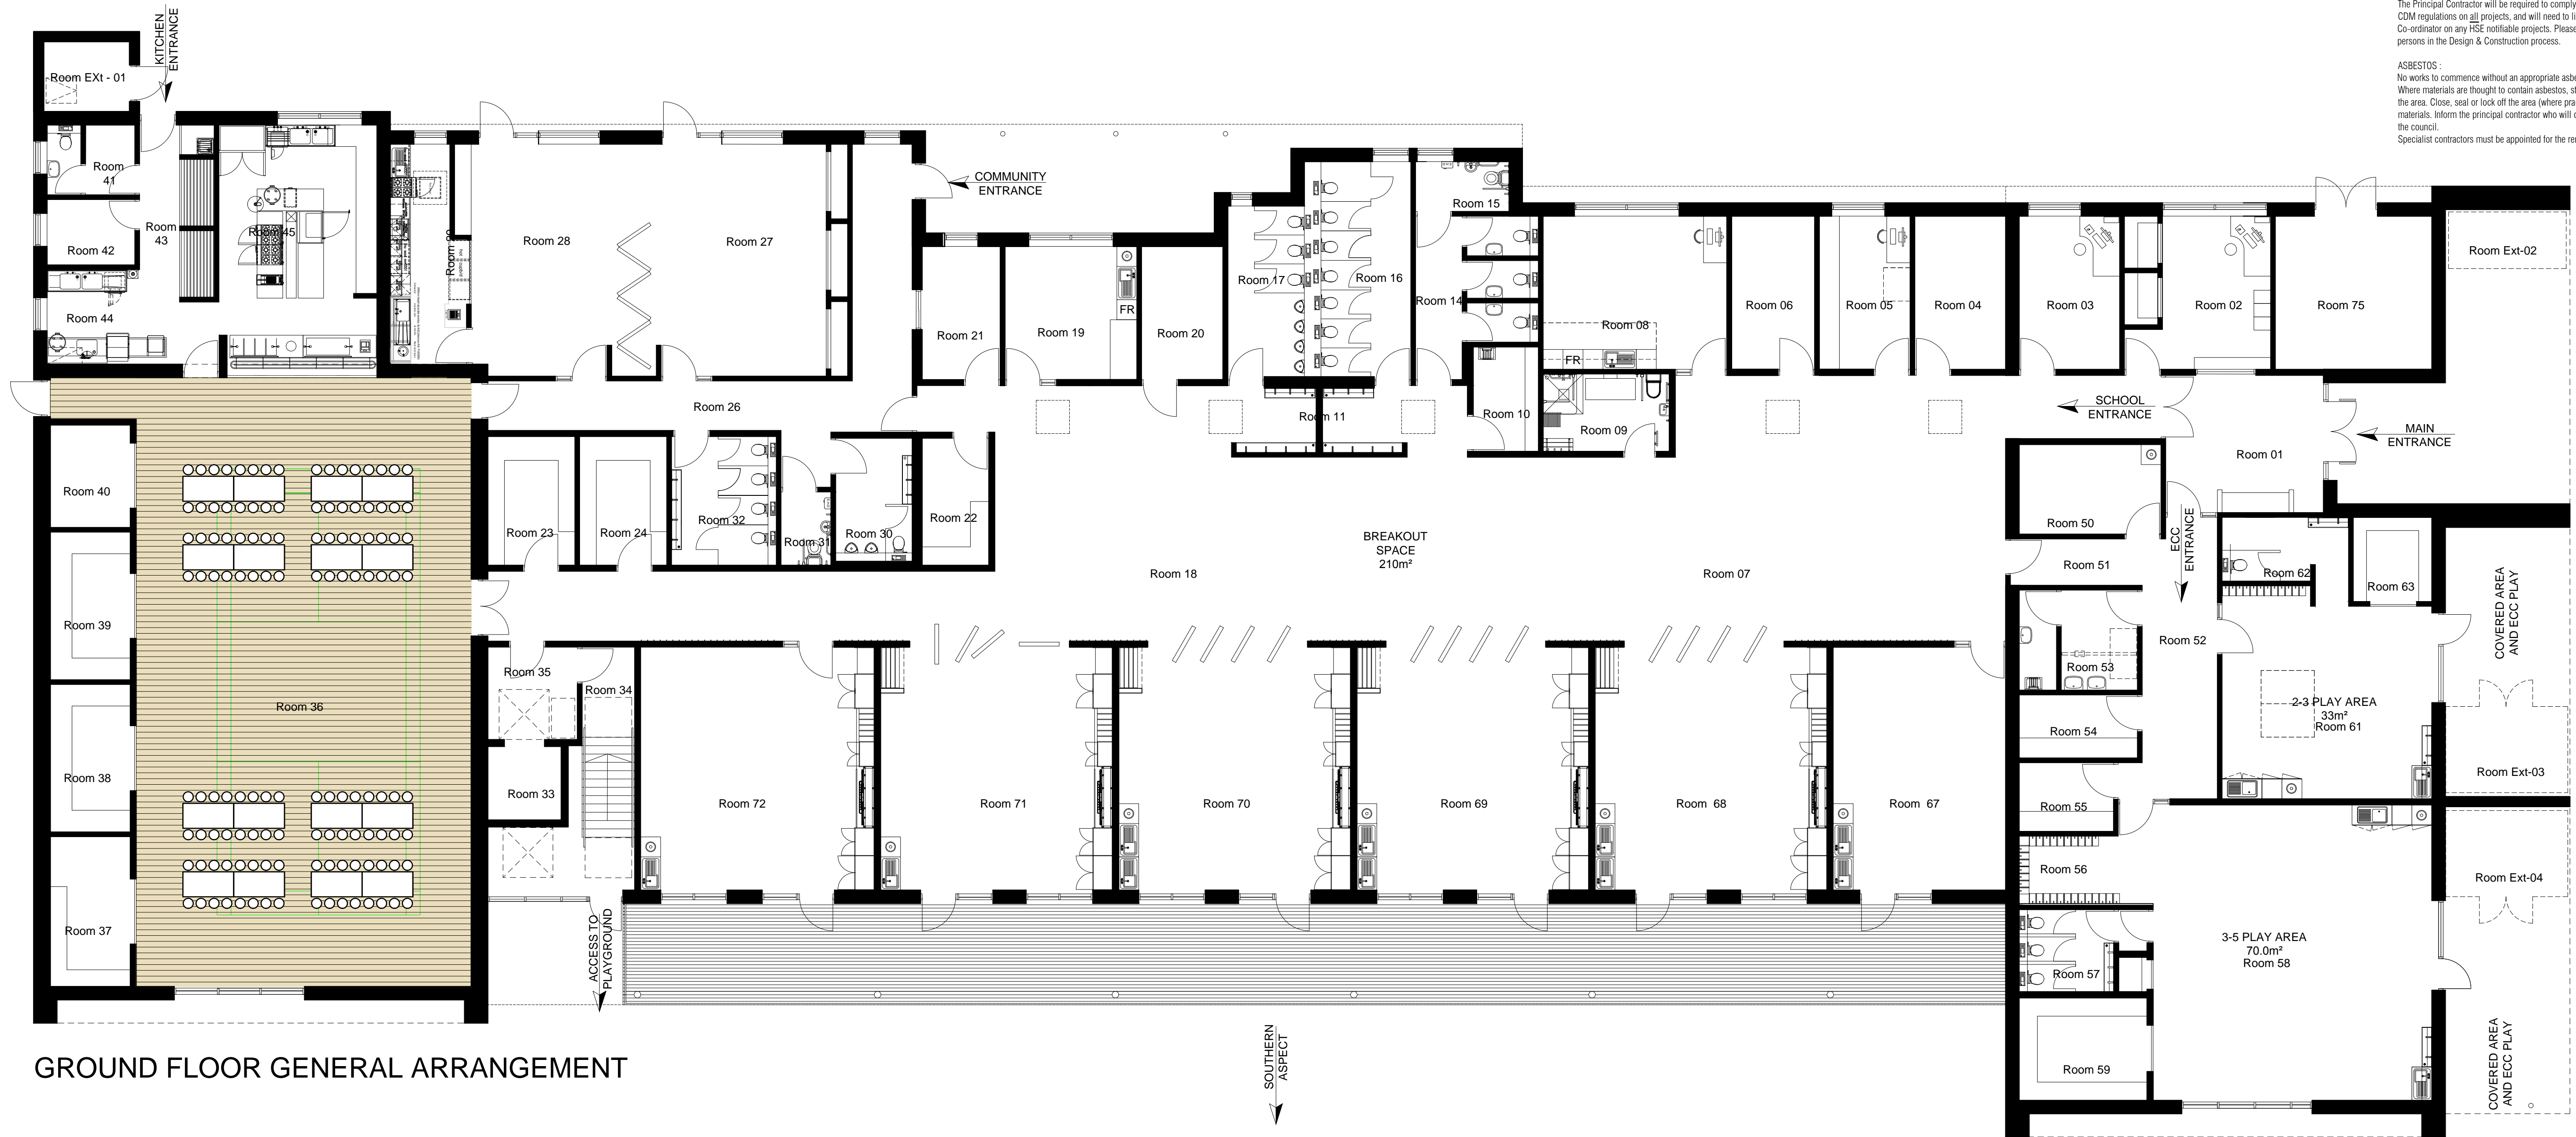 The Principal Contractor will be required to comply
CDM regulations on all projects, and will need to li
Co-ordinator on any HSE notifiable projects. Please
persons in the Design & Construction process.
ASBESTOS :
No works to commence without an appropriate asbe
Where materials are thought to contain asbestos, st
the area. Close, seal or lock off the area (where pra
materials. Inform the principal contractor who will c
the council.
Specialist contractors must be appointed for the re
KITCHEN
ENTRANCE
Room EXt - 01
Room
41
Room 42
Room
43
Room 44
Room 45
Room 28
Room 27
COMMUNITY
ENTRANCE
Room 21
Room 19
FR
Room 20
Room 17
Room 16
Room 15
Room 14
Room 08
FR
Room 06
Room 05
Room 04
Room 03
Room 02
Room 75
Room Ext-02
Room 26
Room 11
Room 10
Room 09
SCHOOL
ENTRANCE
MAIN
ENTRANCE
Room 01
Room 40
Room 23
Room 24
Room 32
Room 31
Room 30
Room 22
BREAKOUT
SPACE
210m²
Room 18
Room 07
Room 50
ECC
ENTRANCE
Room 51
Room 62
Room 63
COVERED AREA
AND ECC PLAY
Room 39
Room 36
Room 38
Room 37
Room 35
Room 34
Room 33
Room 72
Room 71
Room 70
Room 69
Room 68
Room 67
Room 52
Room 53
Room 54
Room 55
Room 56
Room 57
2-3 PLAY AREA
33m²
Room 61
Room Ext-03
Room Ext-04
3-5 PLAY AREA
70.0m²
Room 58
Room 59
COVERED AREA
AND ECC PLAY
ACCESS TO
PLAYGROUND
SOUTHERN
ASPECT
GROUND FLOOR GENERAL ARRANGEMENT